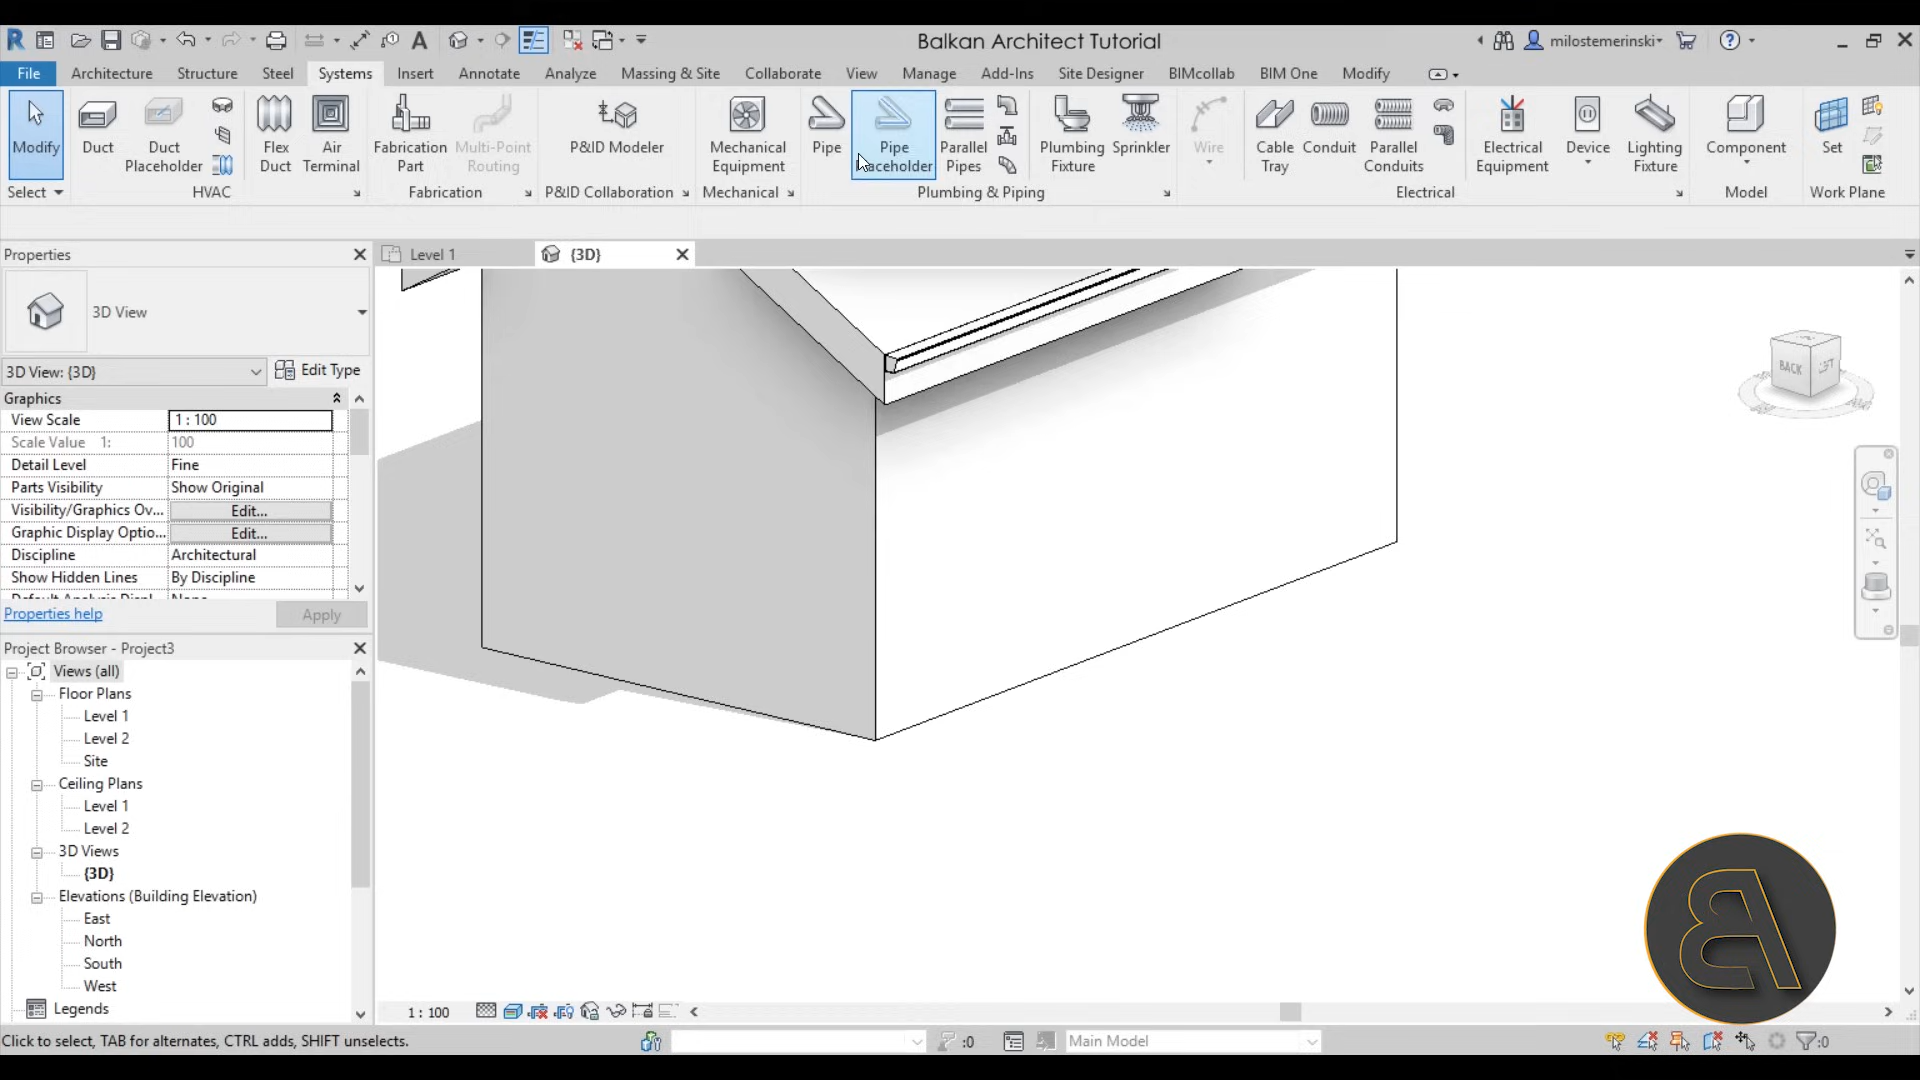 Balkan Architect Tutorial
milostemerinski
File Architecture Structure Steel Systems Insert Annotate Analyze Massing & Site Collaborate View Manage Add-Ins Site Designer BIMcollab BIM One Modify
Modify Duct Duct Placeholder Flex Duct Air Terminal Fabrication Part Multi-Point Routing P&ID Modeler Mechanical Equipment Pipe Pipe Placeholder Parallel Pipes Plumbing Fixture Sprinkler Wire Cable Tray Conduit Parallel Conduits Electrical Equipment Device Lighting Fixture Component Set
Select HVAC Fabrication P&ID Collaboration Mechanical Plumbing & Piping Electrical Model Work Plane
Properties
Level 1
{3D}
3D View
3D View: {3D}
Edit Type
Graphics
View Scale 1 : 100
Scale Value 1: 100
Detail Level Fine
Parts Visibility Show Original
Visibility/Graphics Ov... Edit...
Graphic Display Optio... Edit...
Discipline Architectural
Show Hidden Lines By Discipline
Properties help
Apply
Project Browser - Project3
Views (all)
Floor Plans
Level 1
Level 2
Site
Ceiling Plans
Level 1
Level 2
3D Views
{3D}
Elevations (Building Elevation)
East
North
South
West
Legends
BACK
1 : 100
Click to select, TAB for alternates, CTRL adds, SHIFT unselects.
:0
Main Model
:0